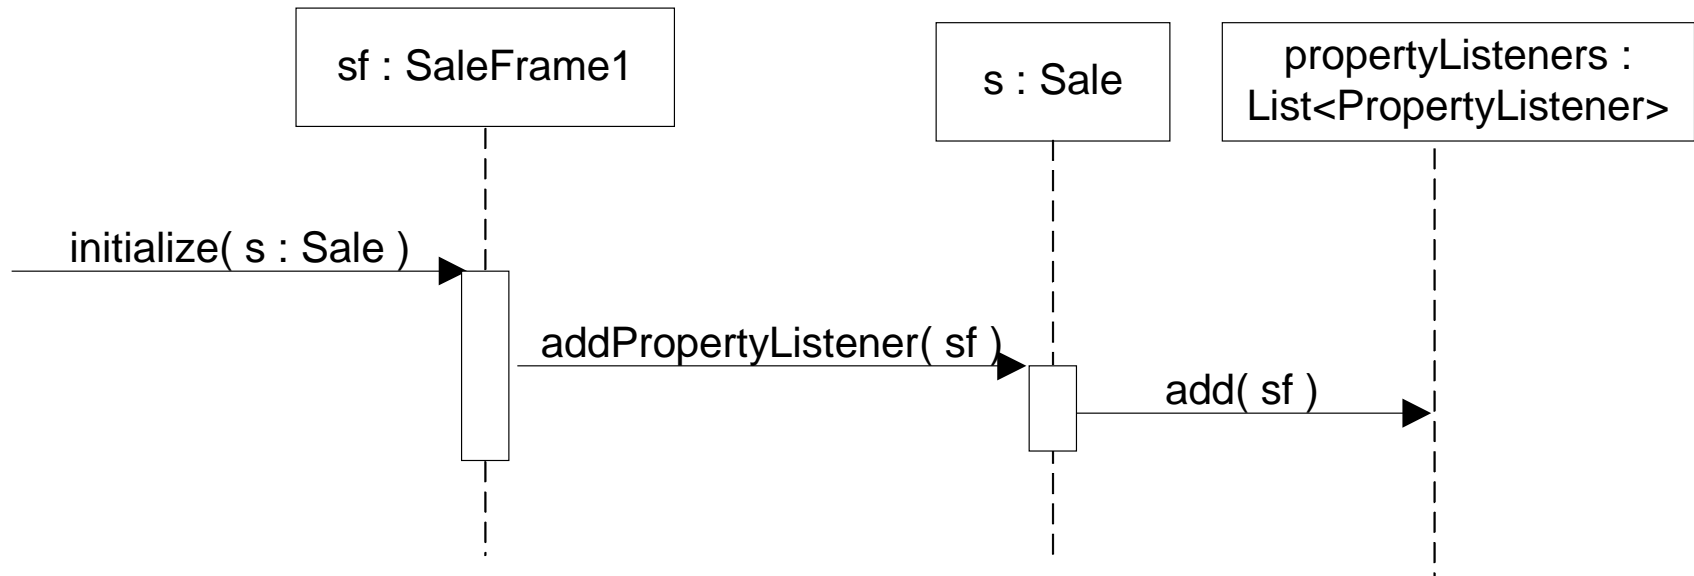 sf : SaleFrame1
s : Sale
propertyListeners :
List<PropertyListener>
initialize( s : Sale )
addPropertyListener( sf )
add( sf )